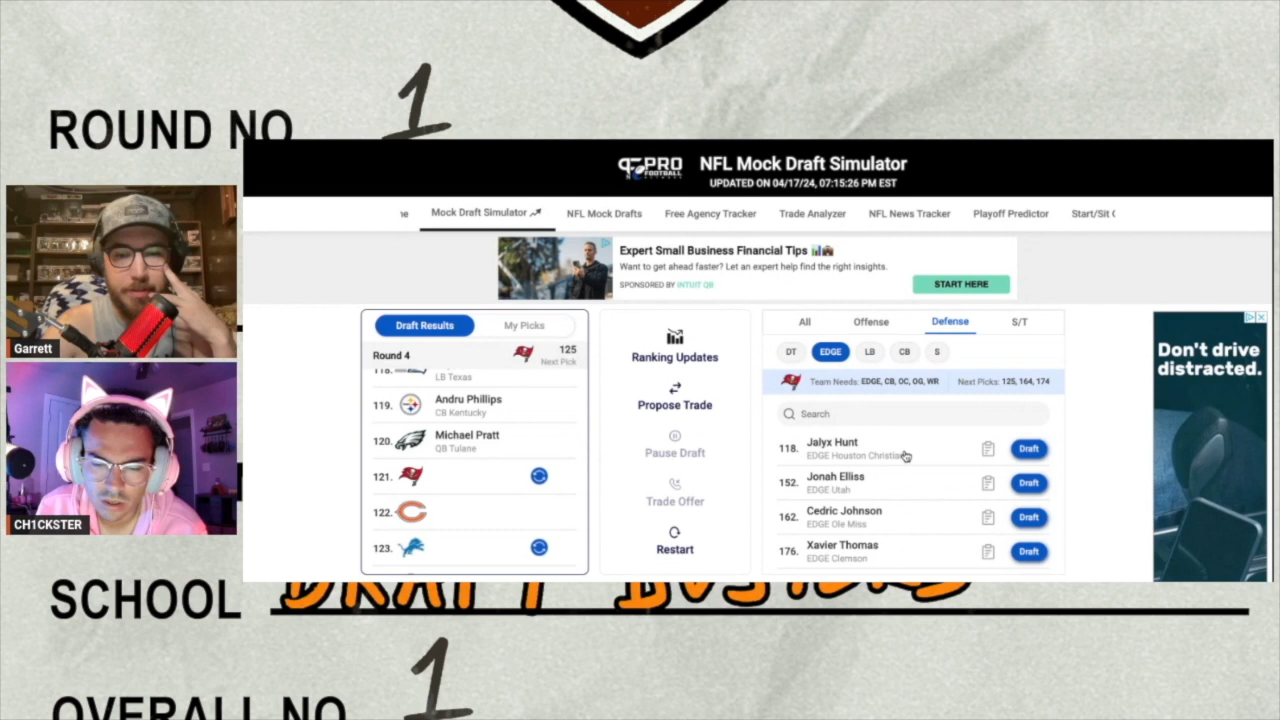 ROUND NO 1
PRO
FOOTBALL
NETWORK
NFL Mock Draft Simulator
UPDATED ON 04/17/24, 07:15:26 PM EST
ne
Mock Draft Simulator
NFL Mock Drafts
Free Agency Tracker
Trade Analyzer
NFL News Tracker
Playoff Predictor
Start/Sit (
Expert Small Business Financial Tips
Want to get ahead faster? Let an expert help find the right insights.
SPONSORED BY INTUIT QB
START HERE
Garrett
CH1CKSTER
Draft Results
My Picks
Round 4
125
Next Pick
118.
LB Texas
119. Andru Phillips
CB Kentucky
120. Michael Pratt
QB Tulane
121.
122.
123.
Ranking Updates
Propose Trade
Pause Draft
Trade Offer
Restart
All Offense Defense S/T
DT EDGE LB CB S
Team Needs: EDGE, CB, OC, OG, WR
Next Picks: 125, 164, 174
Search
118. Jalyx Hunt Draft
EDGE Houston Christian
152. Jonah Elliss Draft
EDGE Utah
162. Cedric Johnson Draft
EDGE Ole Miss
176. Xavier Thomas Draft
EDGE Clemson
Don't drive
distracted.
SCHOOL DRAFT BUSTERS
OVERALL NO 1